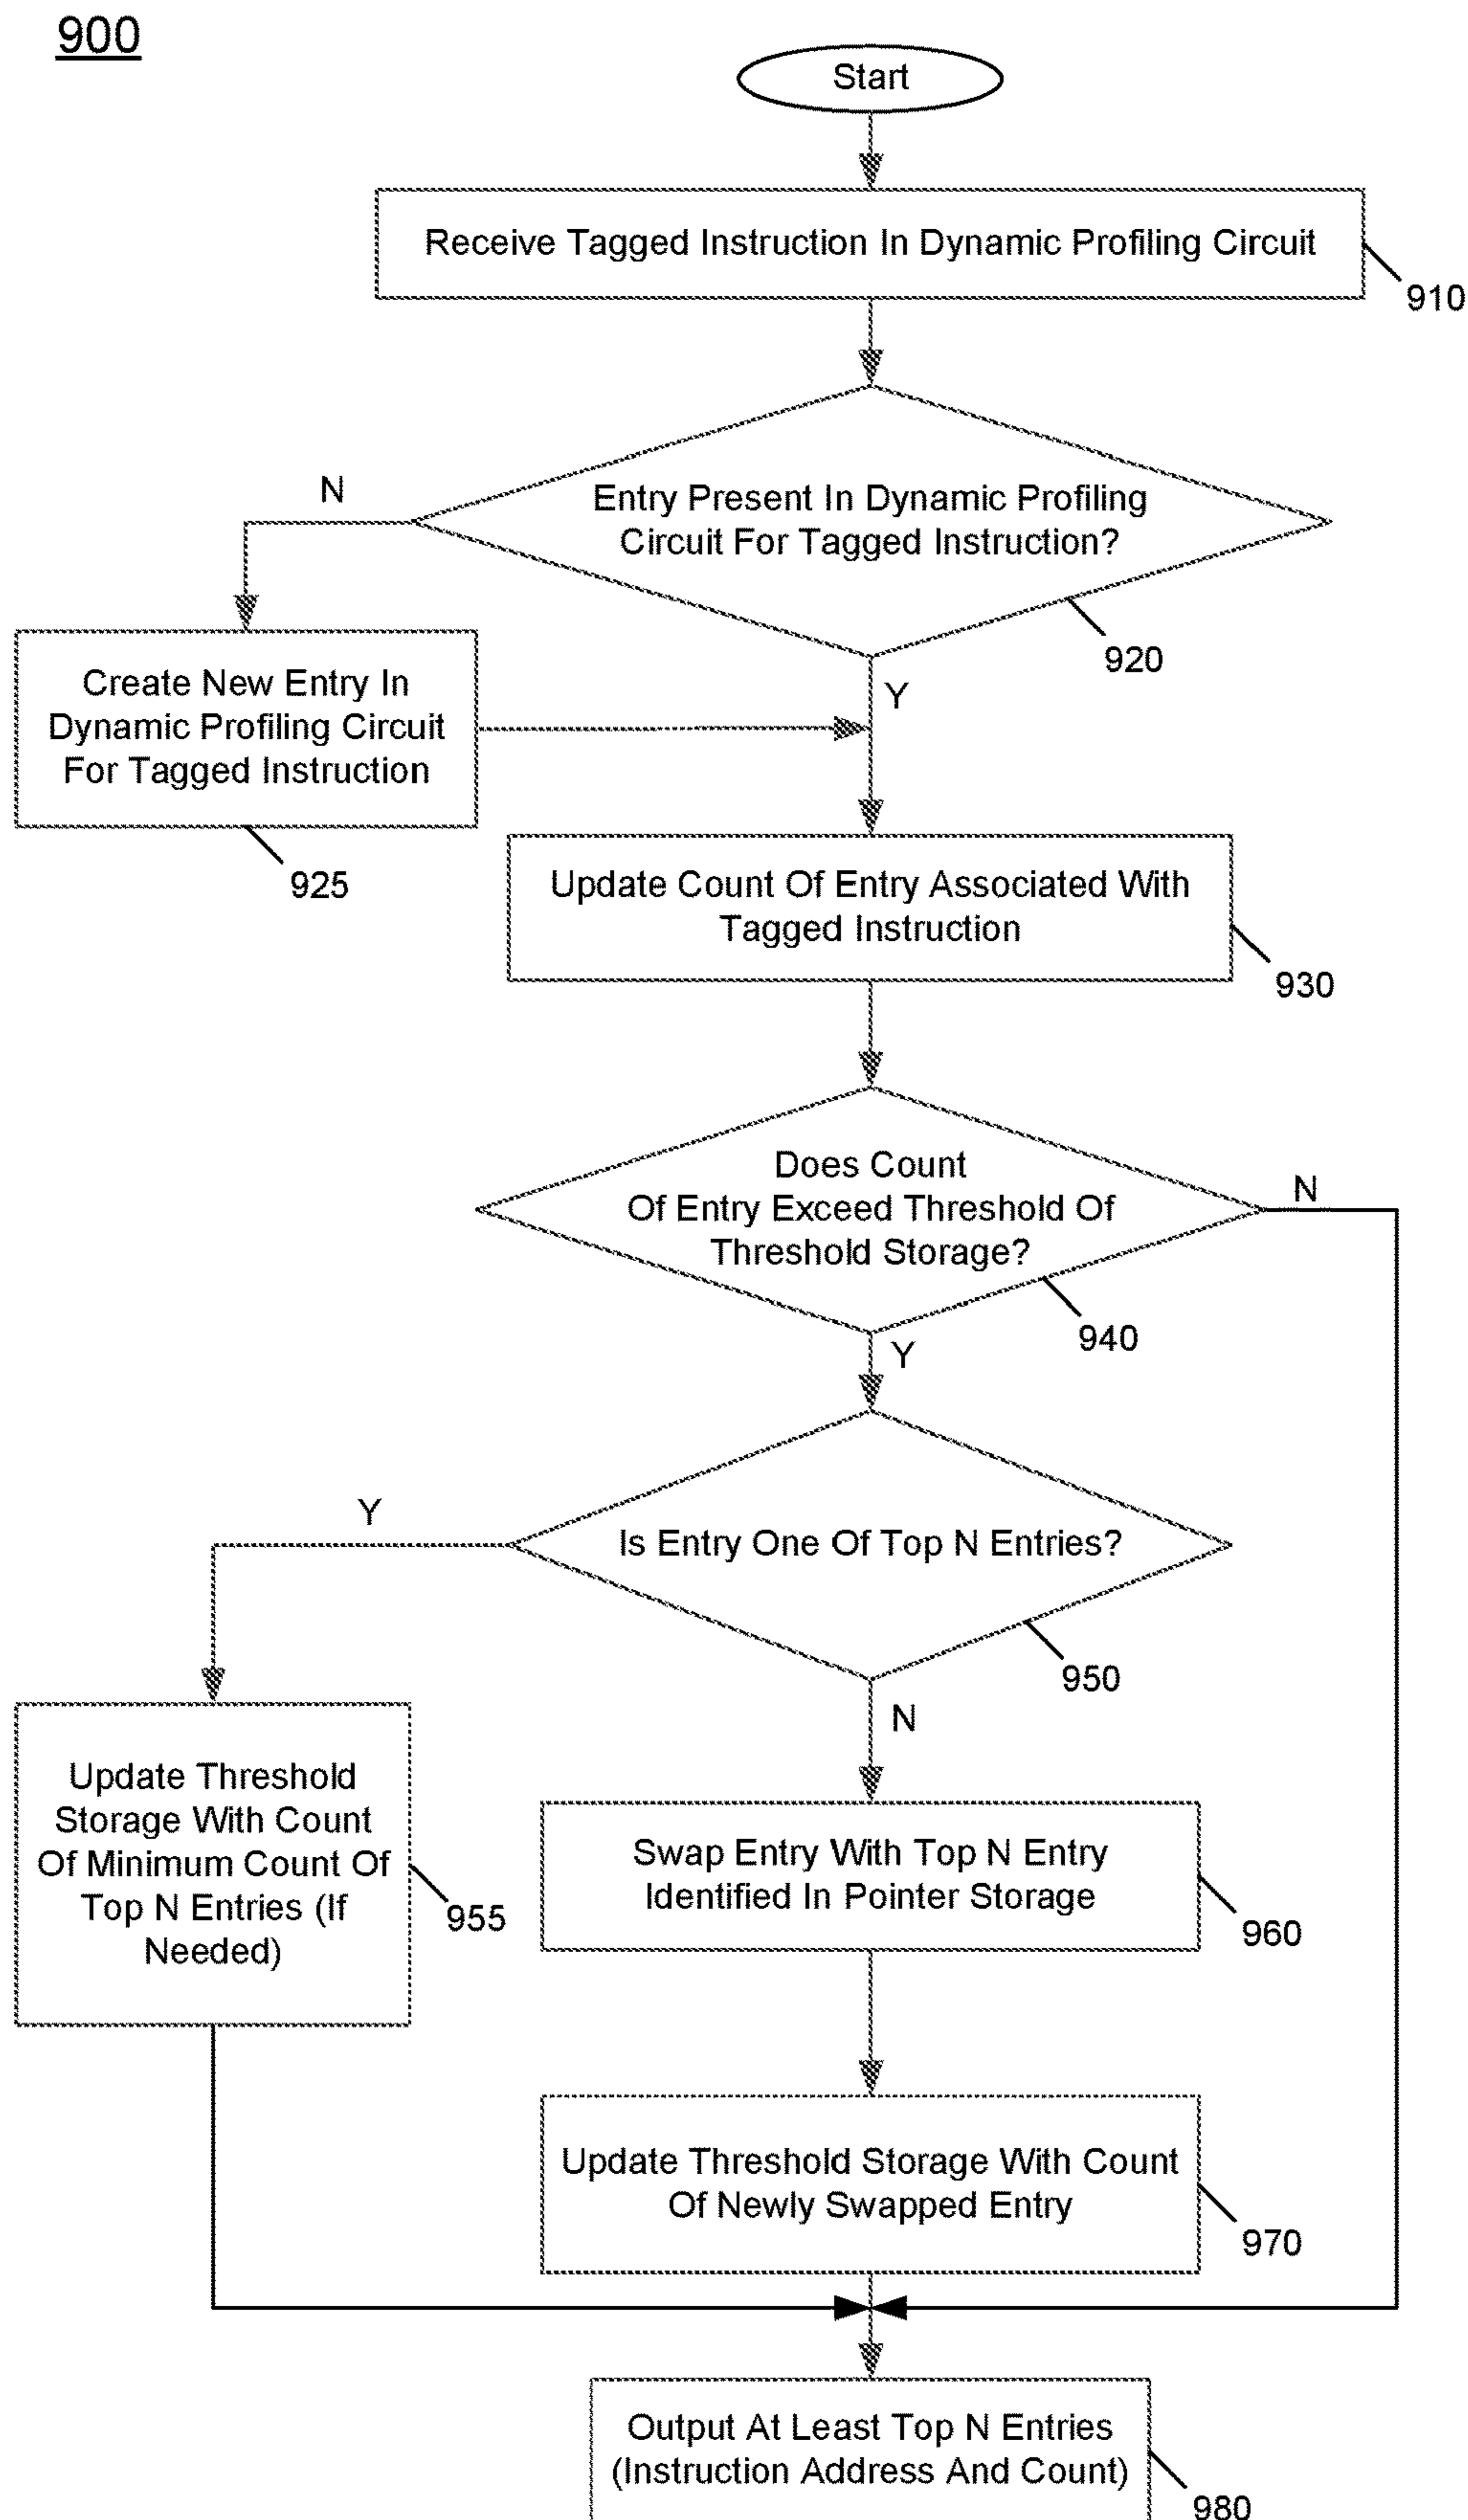 900
Start
Receive Tagged Instruction In Dynamic Profiling Circuit
910
N
Entry Present In Dynamic Profiling
Circuit For Tagged Instruction?
920
Y
Create New Entry In
Dynamic Profiling Circuit
For Tagged Instruction
925
Update Count Of Entry Associated With
Tagged Instruction
930
Does Count
Of Entry Exceed Threshold Of
Threshold Storage?
N
940
Y
Y
Is Entry One Of Top N Entries?
950
N
Update Threshold
Storage With Count
Of Minimum Count Of
Top N Entries (If
Needed)
955
Swap Entry With Top N Entry
Identified In Pointer Storage
960
Update Threshold Storage With Count
Of Newly Swapped Entry
970
Output At Least Top N Entries
(Instruction Address And Count)
980